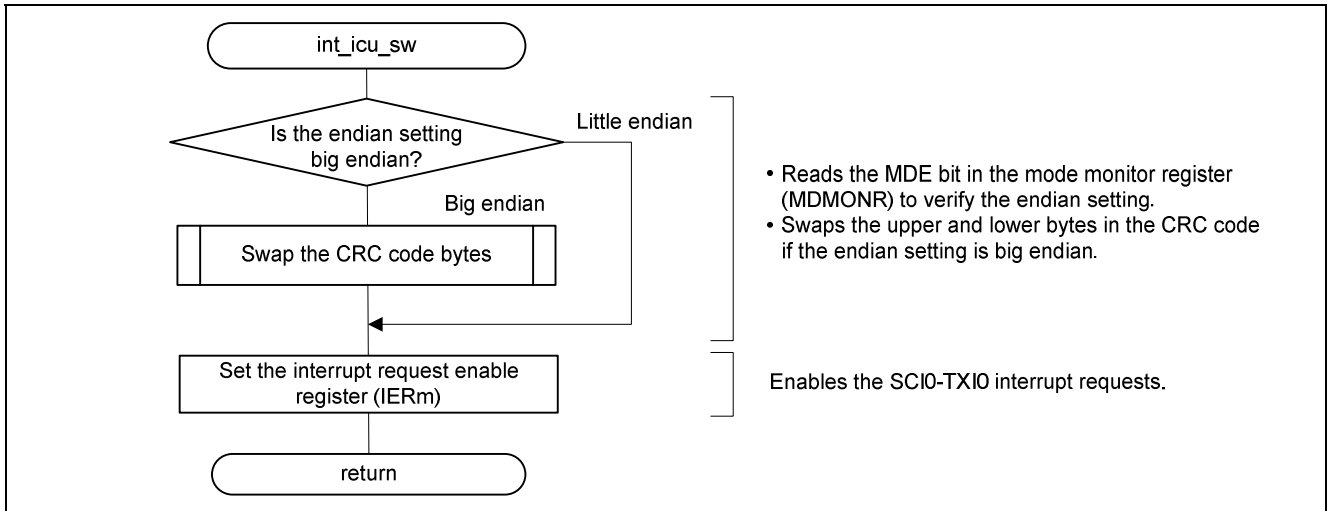 int_icu_sw
Is the endian setting
big endian?
Little endian
Big endian
Swap the CRC code bytes
• Reads the MDE bit in the mode monitor register
(MDMONR) to verify the endian setting.
• Swaps the upper and lower bytes in the CRC code
if the endian setting is big endian.
Set the interrupt request enable
register (IERm)
Enables the SCI0-TXI0 interrupt requests.
return